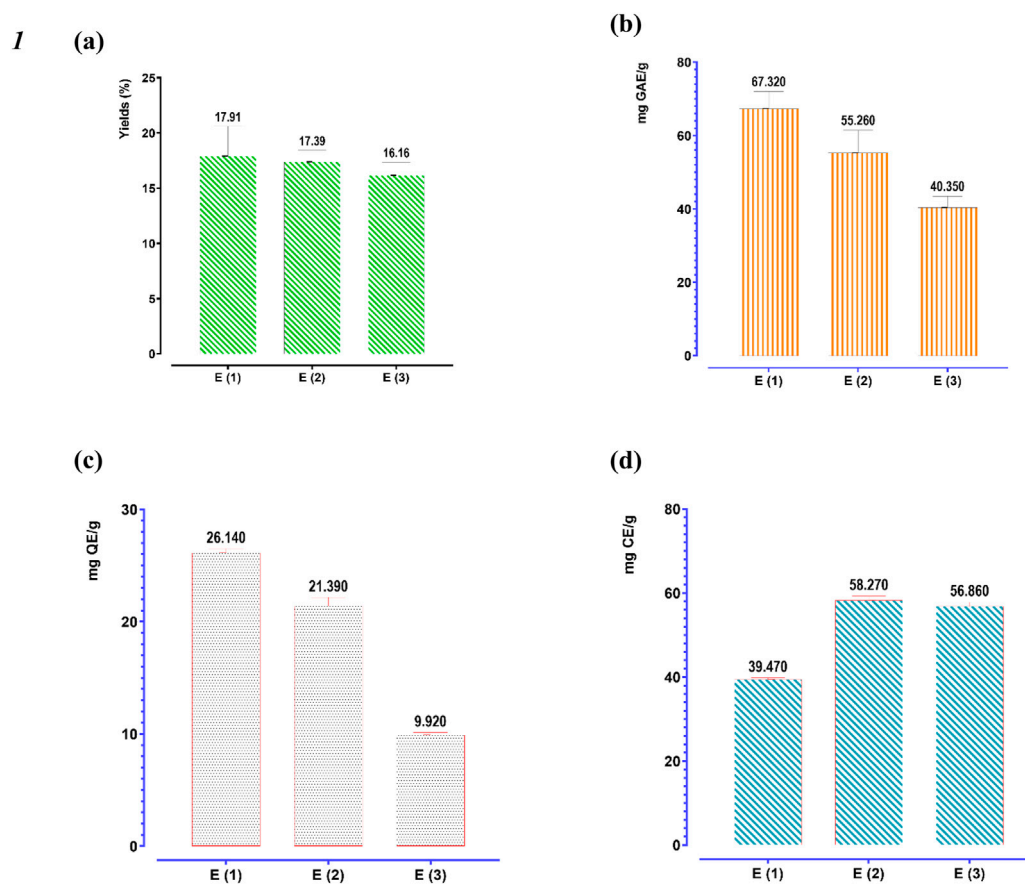 1
(a)
Yields (%)
25
20
15
10
5
0
17.91
17.39
16.16
E (1)
E (2)
E (3)
(b)
mg GAE/g
80
60
40
20
0
67.320
55.260
40.350
E (1)
E (2)
E (3)
(c)
mg QE/g
30
20
10
0
26.140
21.390
9.920
E (1)
E (2)
E (3)
(d)
mg CE/g
80
60
40
20
0
39.470
58.270
56.860
E (1)
E (2)
E (3)